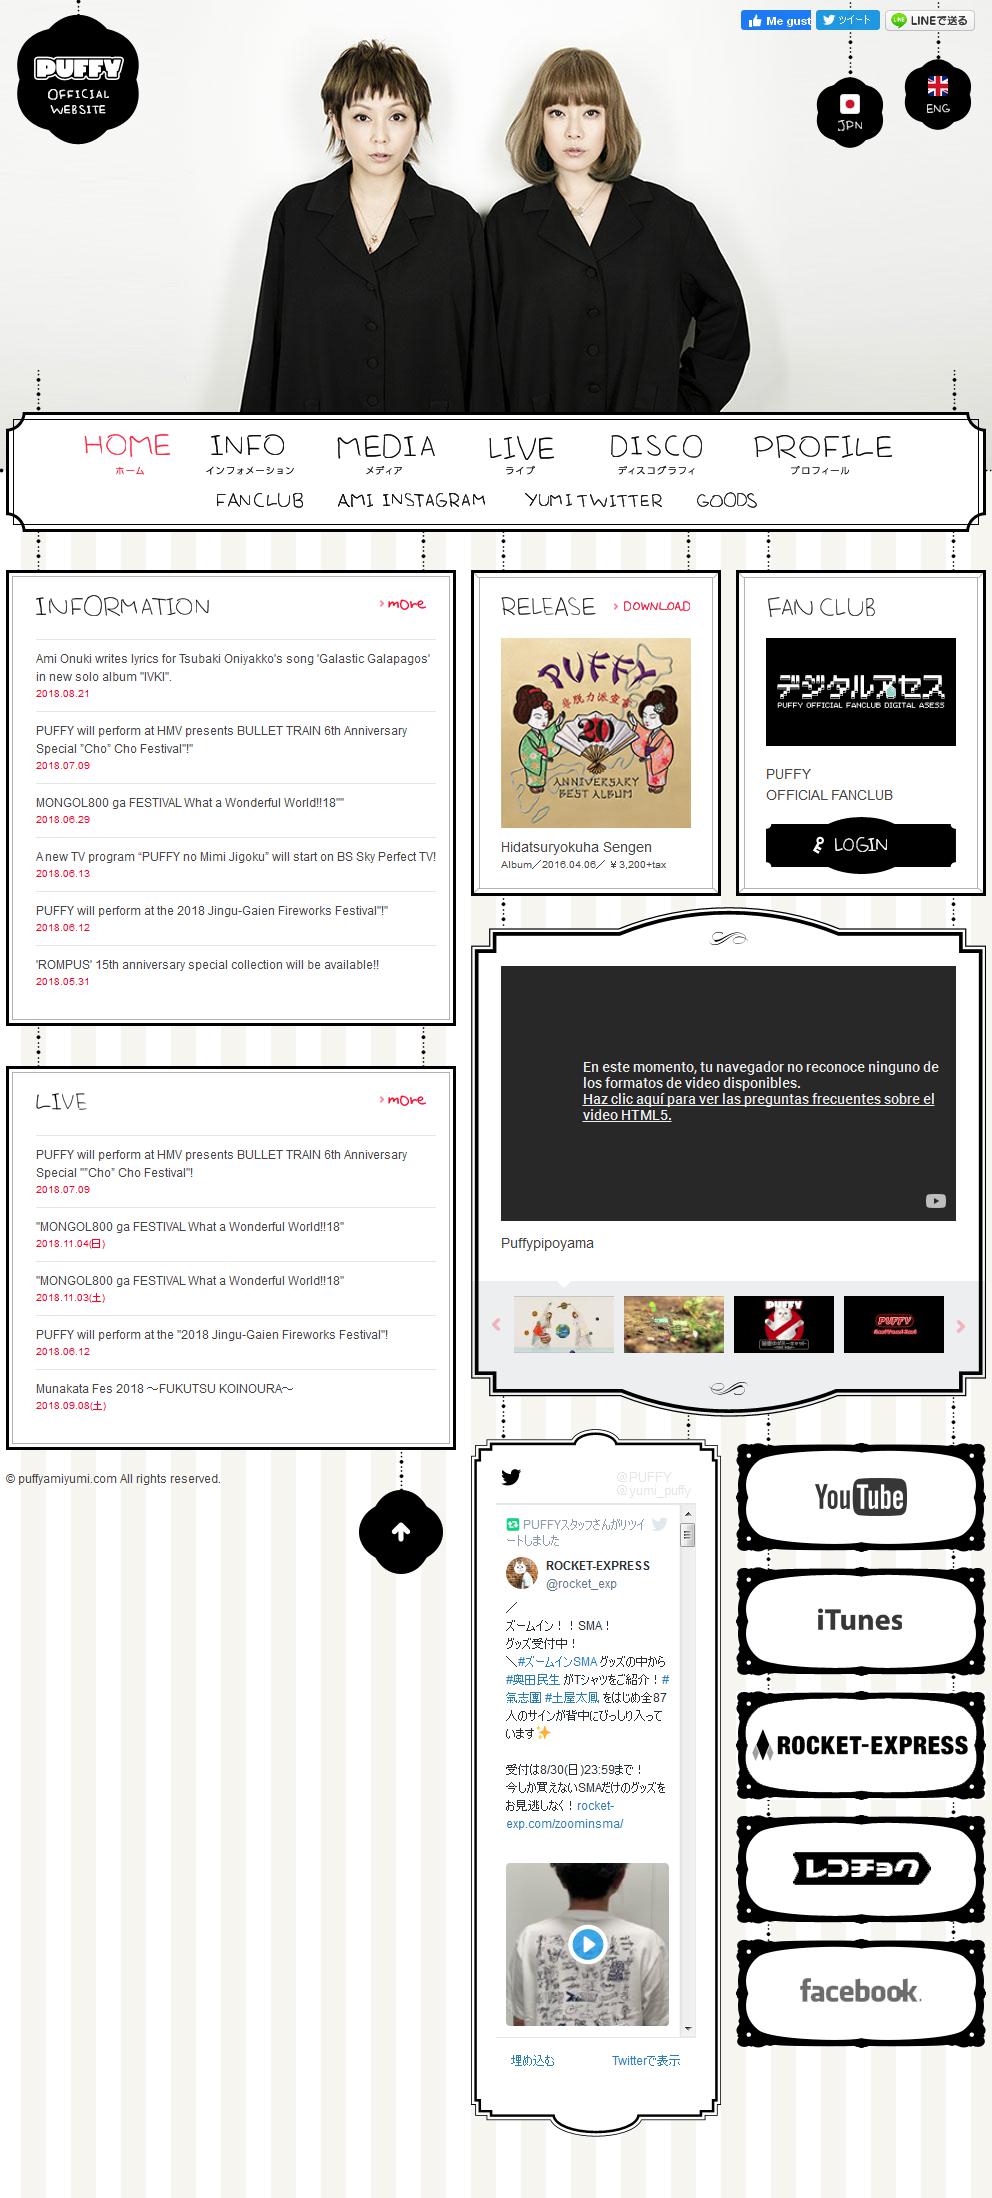 PUFFY
OFFICIAL
WEBSITE
Me gust
ツイート
LINEで送る
JPN
ENG
HOME
ホーム
INFO
インフォメーション
MEDIA
メディア
LIVE
ライブ
DISCO
ディスコグラフィ
PROFILE
プロフィール
FANCLUB
AMI INSTAGRAM
YUMI TWITTER
GOODS
INFORMATION
more
Ami Onuki writes lyrics for Tsubaki Oniyakko's song 'Galastic Galapagos'
in new solo album "IVKI".
2018.08.21
PUFFY will perform at HMV presents BULLET TRAIN 6th Anniversary
Special ”Cho” Cho Festival"!"
2018.07.09
MONGOL800 ga FESTIVAL What a Wonderful World!!18""
2018.06.29
A new TV program “PUFFY no Mimi Jigoku” will start on BS Sky Perfect TV!
2018.06.13
PUFFY will perform at the 2018 Jingu-Gaien Fireworks Festival"!"
2018.06.12
'ROMPUS' 15th anniversary special collection will be available!!
2018.05.31
LIVE
more
PUFFY will perform at HMV presents BULLET TRAIN 6th Anniversary
Special "”Cho” Cho Festival"!
2018.07.09
"MONGOL800 ga FESTIVAL What a Wonderful World!!18"
2018.11.04(日)
"MONGOL800 ga FESTIVAL What a Wonderful World!!18"
2018.11.03(土)
PUFFY will perform at the "2018 Jingu-Gaien Fireworks Festival"!
2018.06.12
Munakata Fes 2018 ～FUKUTSU KOINOURA～
2018.09.08(土)
© puffyamiyumi.com All rights reserved.
RELEASE
DOWNLOAD
PUFFY
非脱力派宣言
20
ANNIVERSARY
BEST ALBUM
Hidatsuryokuha Sengen
Album／2016.04.06／￥3,200+tax
FAN CLUB
デジタルアセス
PUFFY OFFICIAL FANCLUB DIGITAL ASESS
PUFFY
OFFICIAL FANCLUB
LOGIN
En este momento, tu navegador no reconoce ninguno de
los formatos de video disponibles.
Haz clic aquí para ver las preguntas frecuentes sobre el
video HTML5.
Puffypipoyama
PUFFY
PUFFY
@PUFFY
@yumi_puffy
PUFFYスタッフさんがリツイ
ートしました
ROCKET-EXPRESS
@rocket_exp
／
ズームイン！！SMA！
グッズ受付中！
＼#ズームインSMA グッズの中から
#奥田民生 がTシャツをご紹介！#
氣志團 #土屋太鳳 をはじめ全87
人のサインが背中にびっしり入って
います✨
受付は8/30(日)23:59まで！
今しか買えないSMAだけのグッズを
お見逃しなく！rocket-
exp.com/zoominsma/
埋め込む
Twitterで表示
YouTube
iTunes
ROCKET-EXPRESS
レコチョク
facebook.